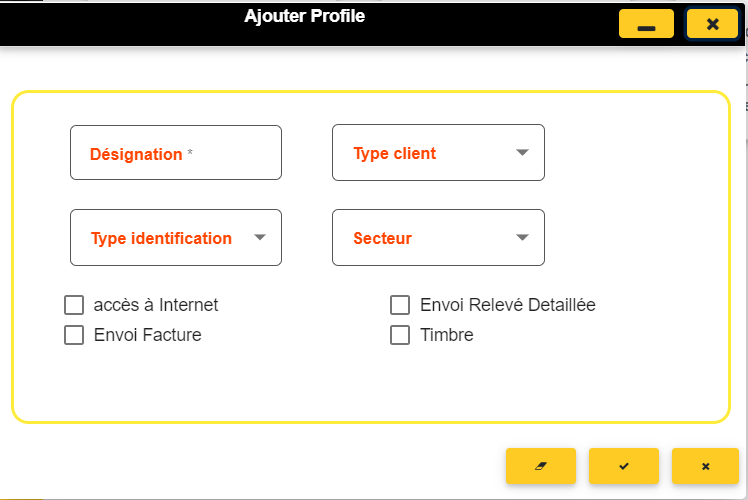 Ajouter Profile
Désignation *
Type client
Type identification
Secteur
accès à Internet
Envoi Relevé Detaillée
Envoi Facture
Timbre